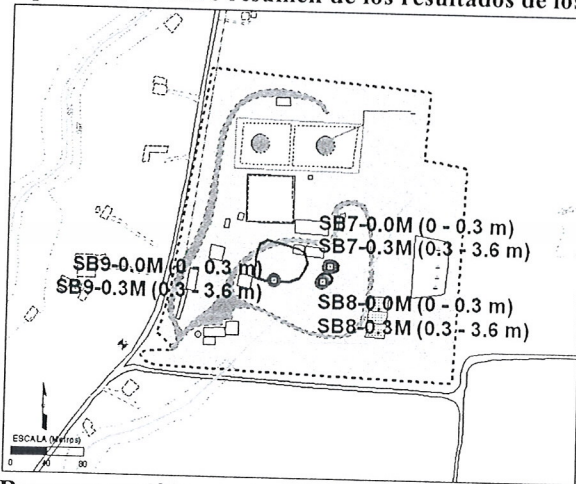 resumen de los resultados de los
SB7-0.0M (0 - 0.3 m)
SB7-0.3M (0.3 - 3.6 m)
SB9-0.0M (0 - 0.3 m)
SB9-0.3M (0.3 - 3.6 m)
SB8-0.0M (0 - 0.3 m)
SB8-0.3M (0.3 - 3.6 m)
ESCALA (Metros)
0 40 80